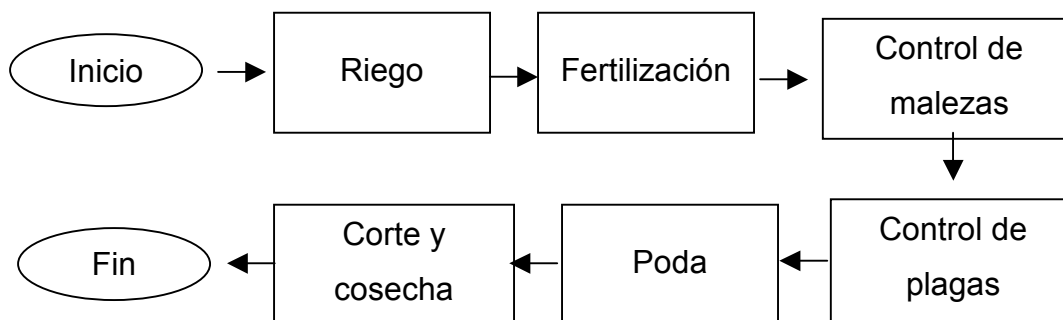 Inicio
Riego
Fertilización
Control de
malezas
Control de
plagas
Poda
Corte y
cosecha
Fin